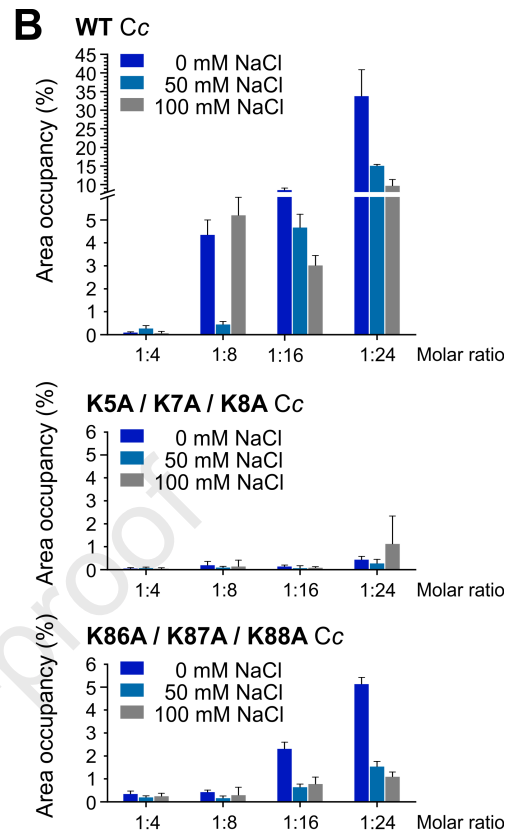 B
WT Cc
0 mM NaCl
50 mM NaCl
100 mM NaCl
Area occupancy (%)
45
40
35
30
25
20
15
10
5
4
3
2
1
0
1:4 1:8 1:16 1:24 Molar ratio
K5A / K7A / K8A Cc
0 mM NaCl
50 mM NaCl
100 mM NaCl
Area occupancy (%)
6
5
4
3
2
1
0
1:4 1:8 1:16 1:24 Molar ratio
K86A / K87A / K88A Cc
0 mM NaCl
50 mM NaCl
100 mM NaCl
Area occupancy (%)
6
5
4
3
2
1
0
1:4 1:8 1:16 1:24 Molar ratio
proof